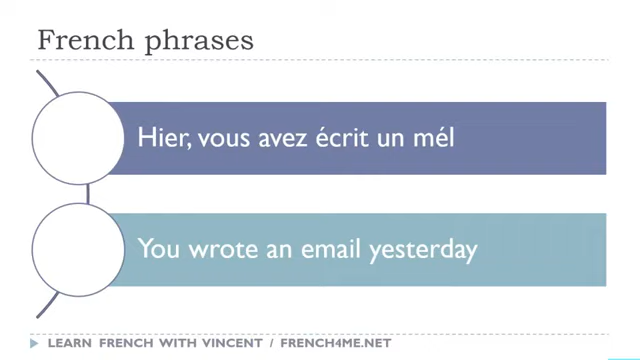 French phrases
Hier, vous avez écrit un mél
You wrote an email yesterday
LEARN FRENCH WITH VINCENT / FRENCH4ME.NET